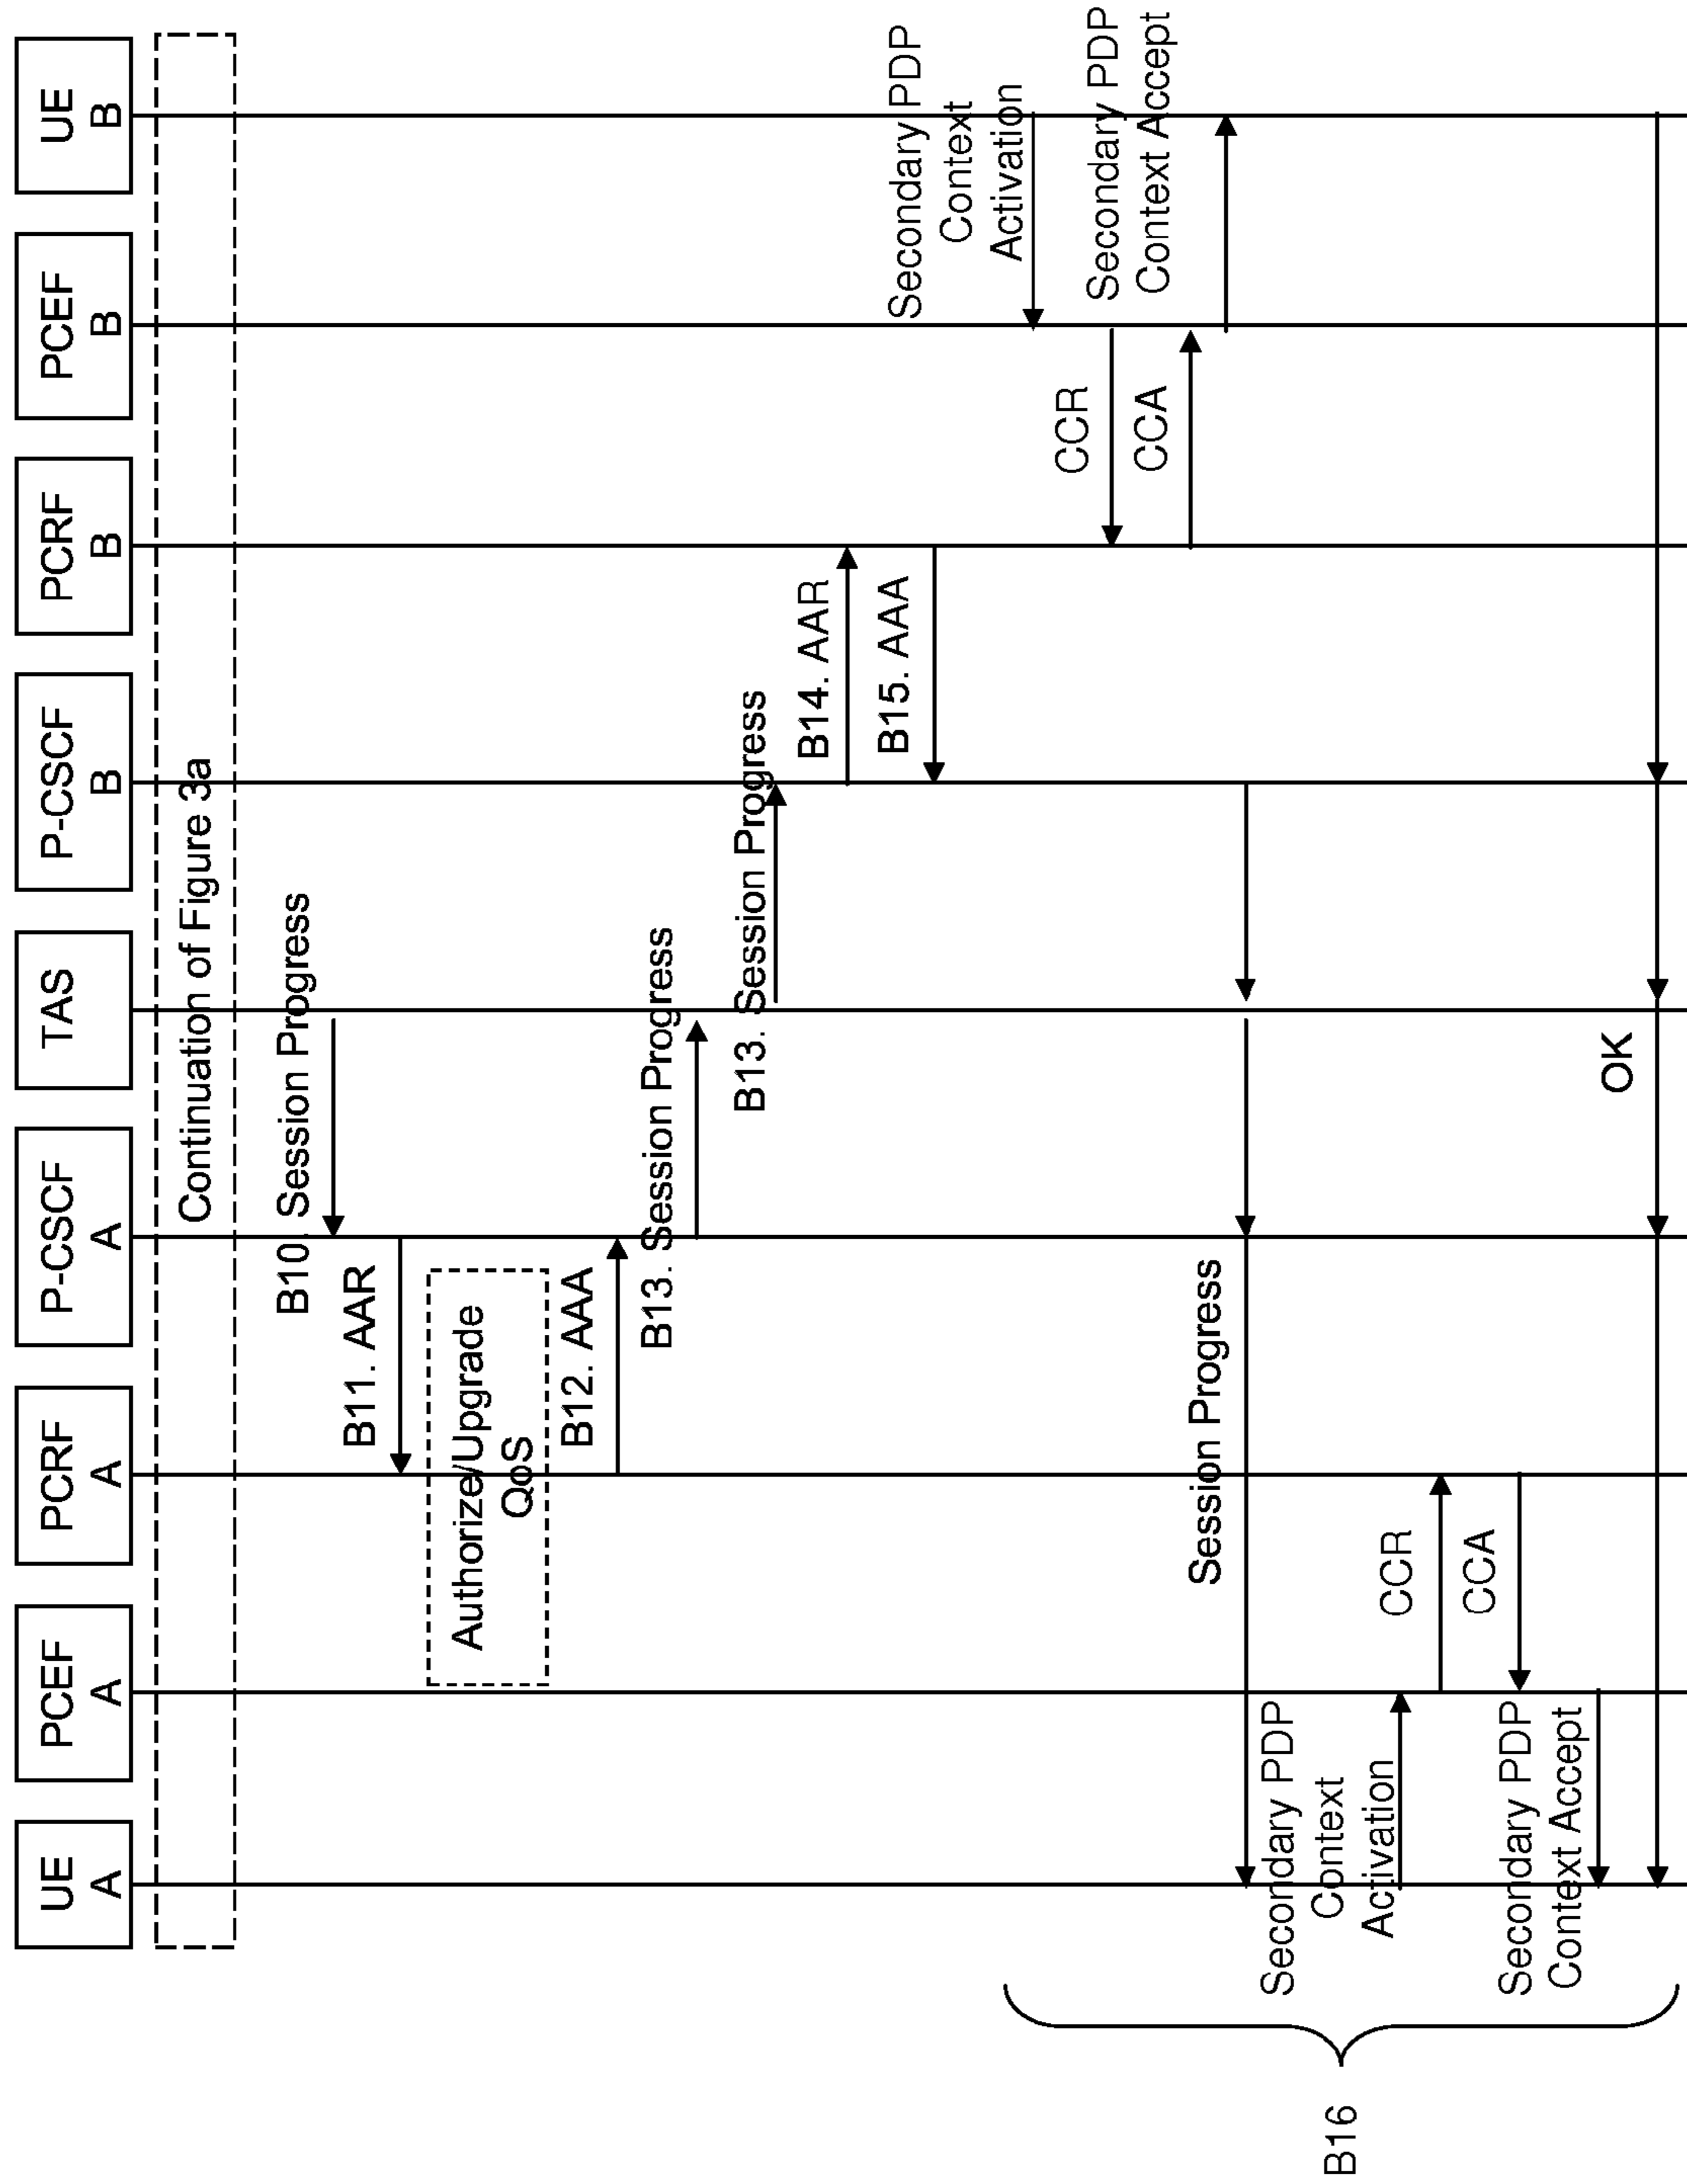 UE
A
PCEF
A
PCRF
A
P-CSCF
A
TAS
P-CSCF
B
PCRF
B
PCEF
B
UE
B
Continuation of Figure 3a
B10. Session Progress
B11. AAR
Authorize/Upgrade
QoS
B12. AAA
B13. Session Progress
B13. Session Progress
B14. AAR
B15. AAA
Secondary PDP
Context
Activation
CCR
Secondary PDP
Context Accept
CCA
Session Progress
Secondary PDP
Context
Activation
CCR
CCA
Secondary PDP
Context Accept
OK
B16